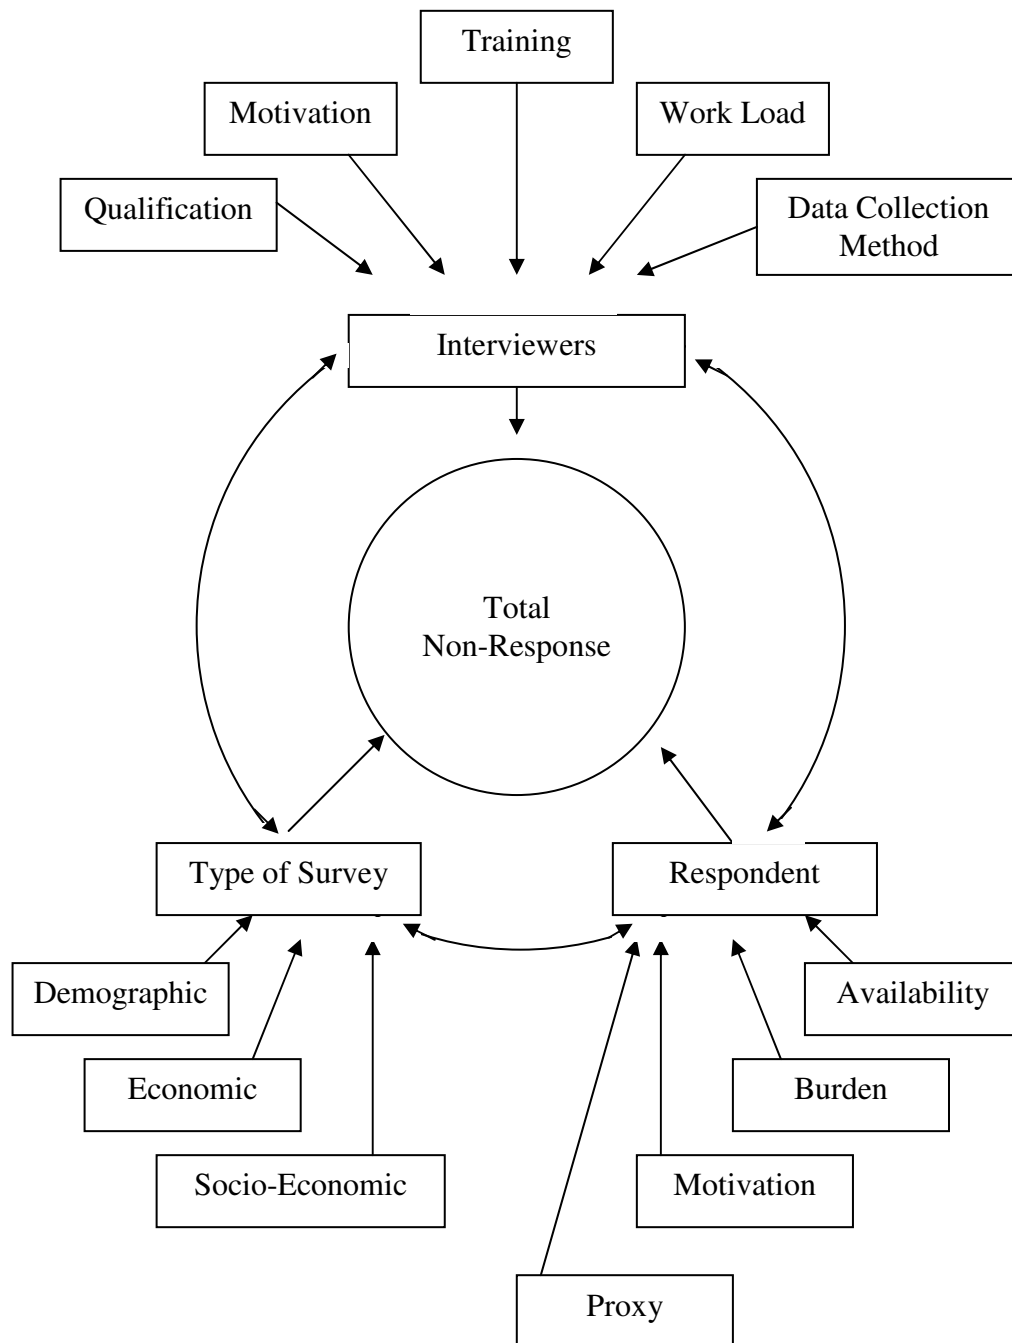 Training
Motivation
Work Load
Qualification
Data Collection
Method
Interviewers
Total
Non-Response
Type of Survey
Respondent
Demographic
Availability
Economic
Burden
Socio-Economic
Motivation
Proxy